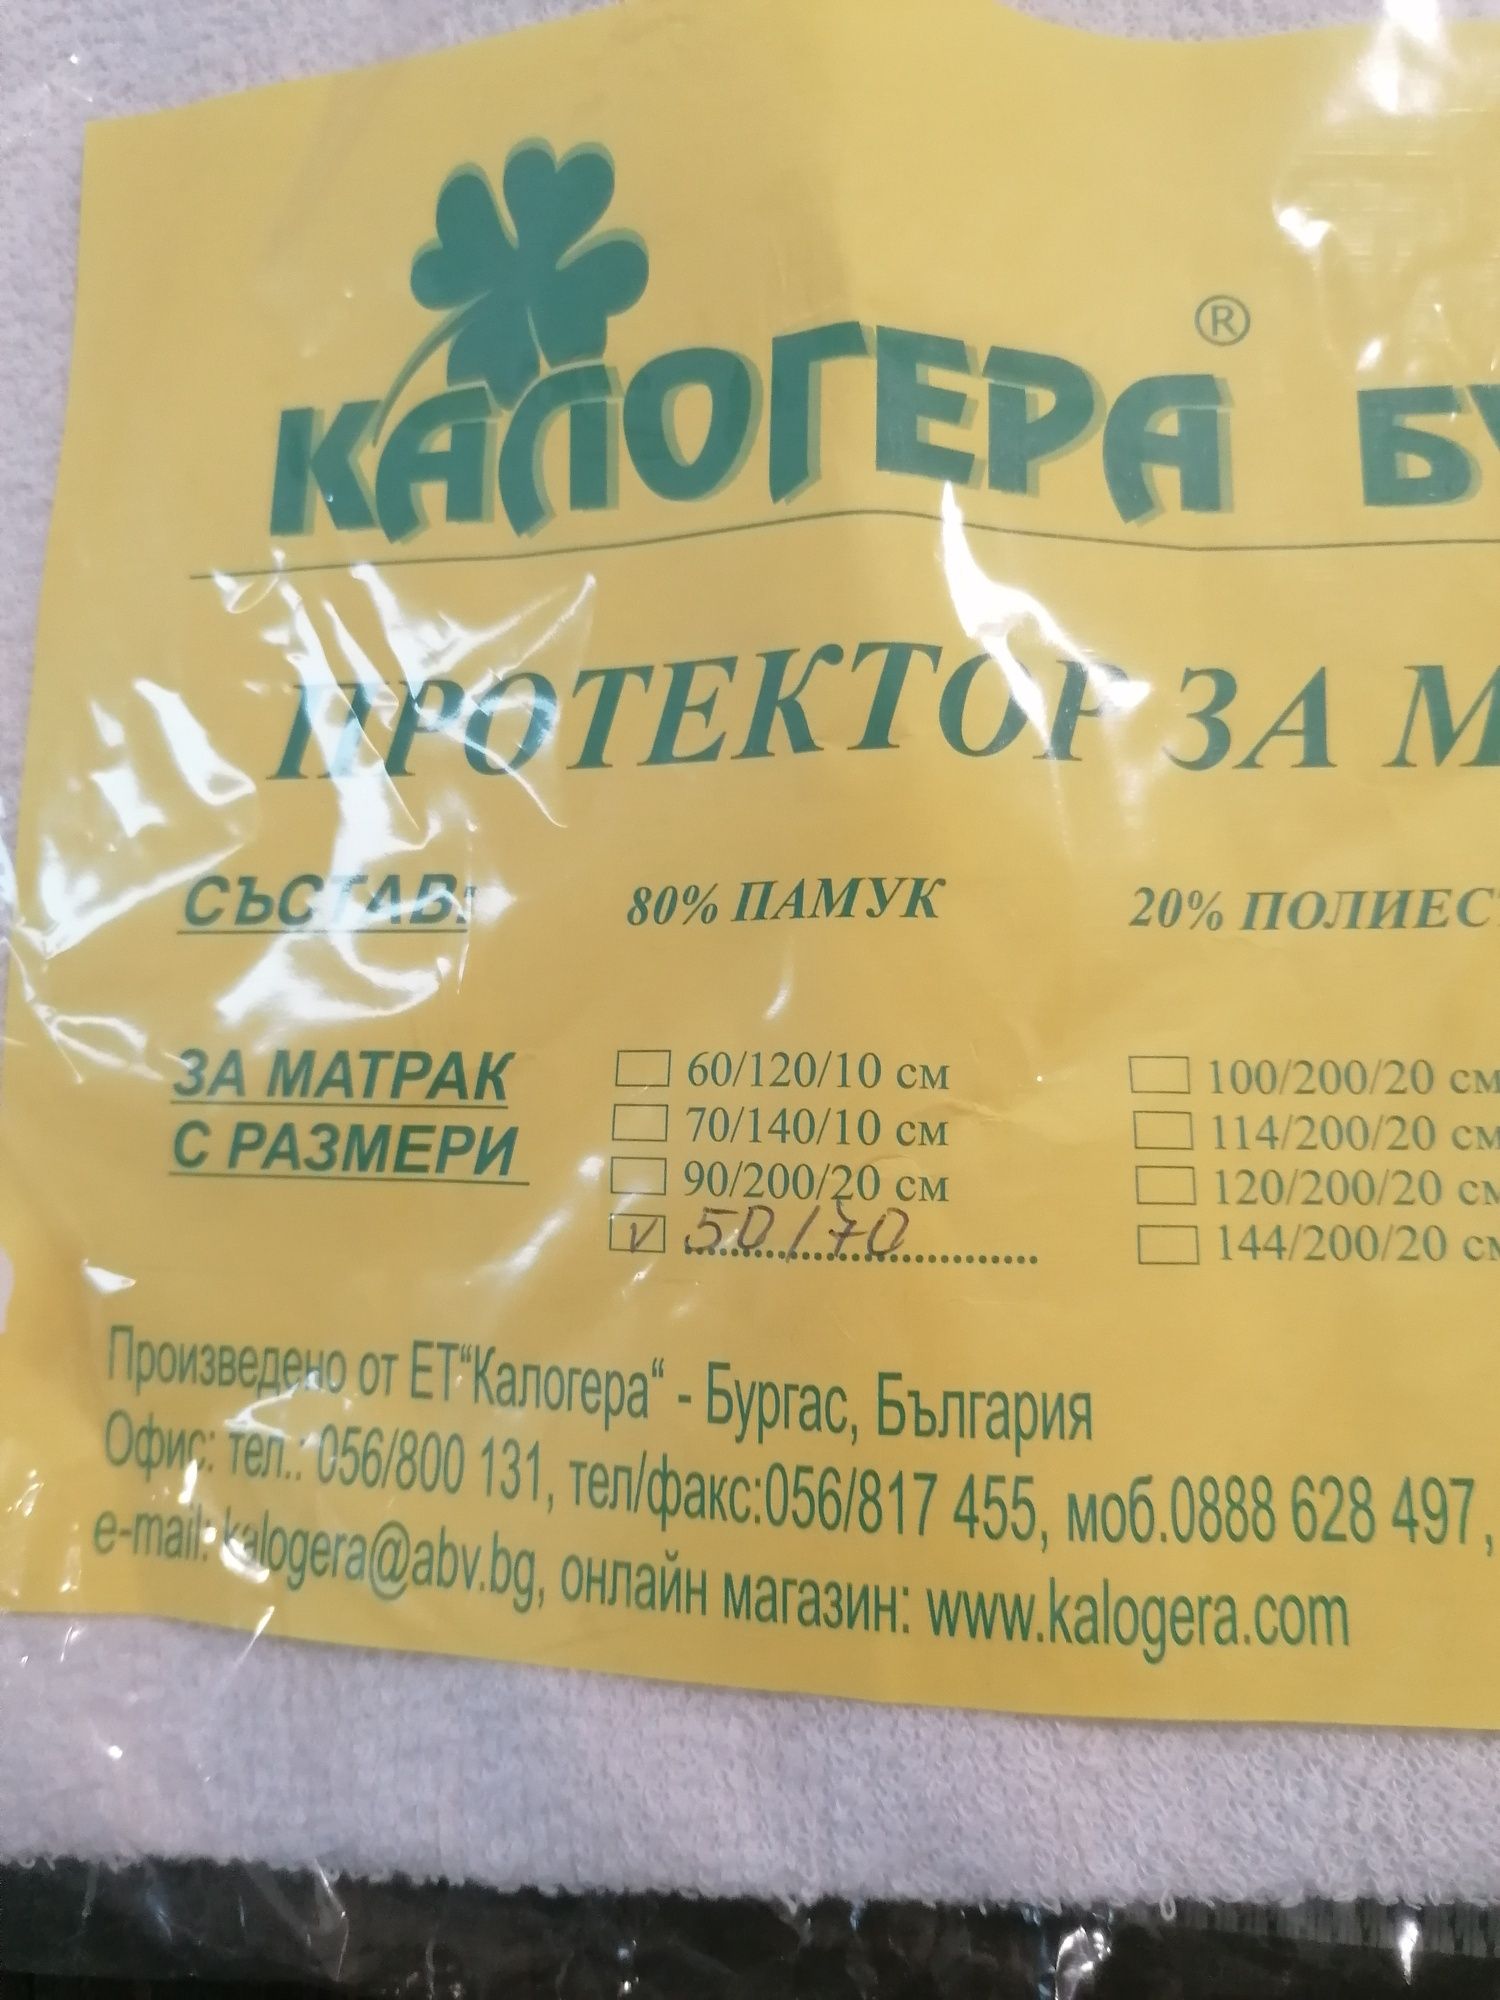 КАЛОГЕРА ®
ПРОТЕКТОР ЗА
СЪСТАВ: 80% ПАМУК 20%
ЗА МАТРАК
С РАЗМЕРИ
60/120/10 см
70/140/10 см
90/200/20 см
V 50/70
100/200/20 см
114/200/20 см
120/200/20 см
144/200/20 см
Произведено от ЕТ“Калогера“ - Бургас, България
Офис: тел.: 056/800 131, тел/факс:056/817 455, моб.0888 628 497,
e-mail: kalogera@abv.bg, онлайн магазин: www.kalogera.com